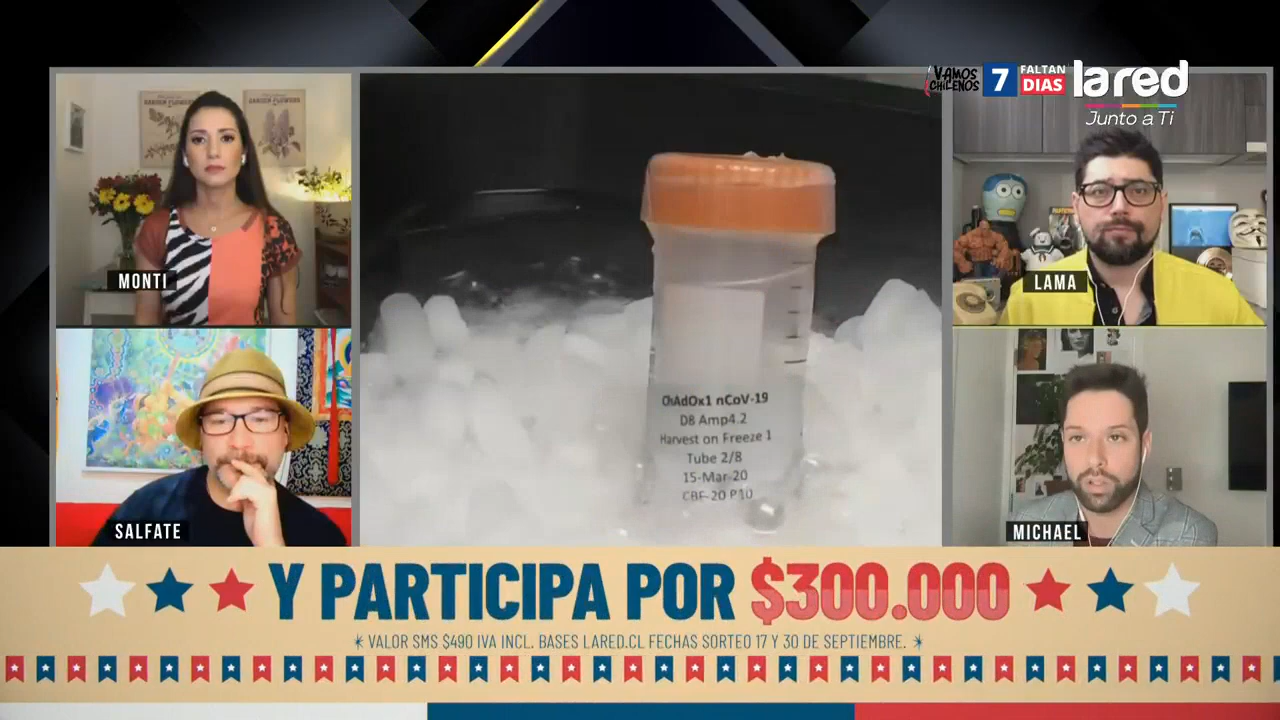 VAMOS
CHILENOS
7
FALTAN
DIAS
lared
Junto a Ti
GARDEN FLOWERS
MONTI
LAMA
ChAdOx1 nCoV-19
DB Amp4.2
Harvest on Freeze 1
Tube 2/8
15-Mar-20
CBF-20 P10
SALFATE
MICHAEL
Y PARTICIPA POR $300.000
VALOR SMS $490 IVA INCL. BASES LARED.CL FECHAS SORTEO 17 Y 30 DE SEPTIEMBRE.